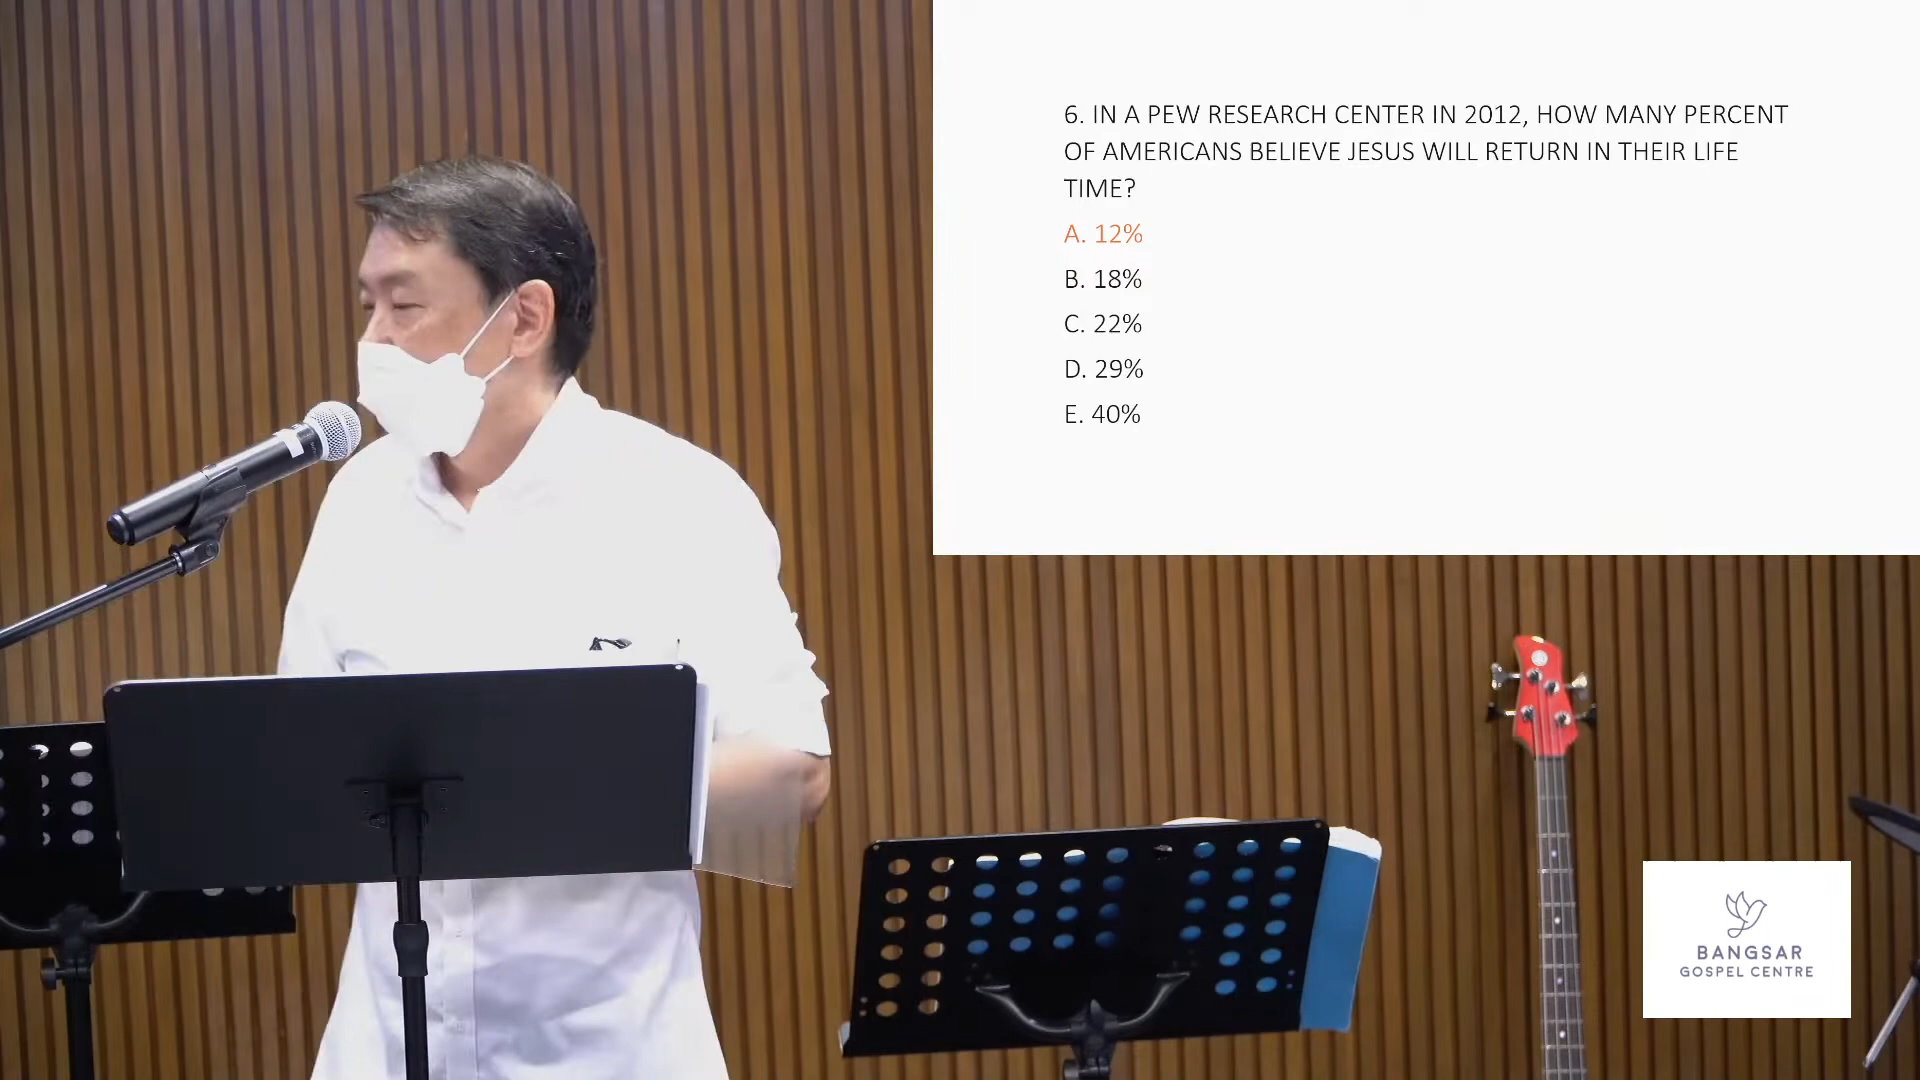 6. IN A PEW RESEARCH CENTER IN 2012, HOW MANY PERCENT
OF AMERICANS BELIEVE JESUS WILL RETURN IN THEIR LIFE
TIME?
A. 12%
B. 18%
C. 22%
D. 29%
E. 40%
BANGSAR
GOSPEL CENTRE